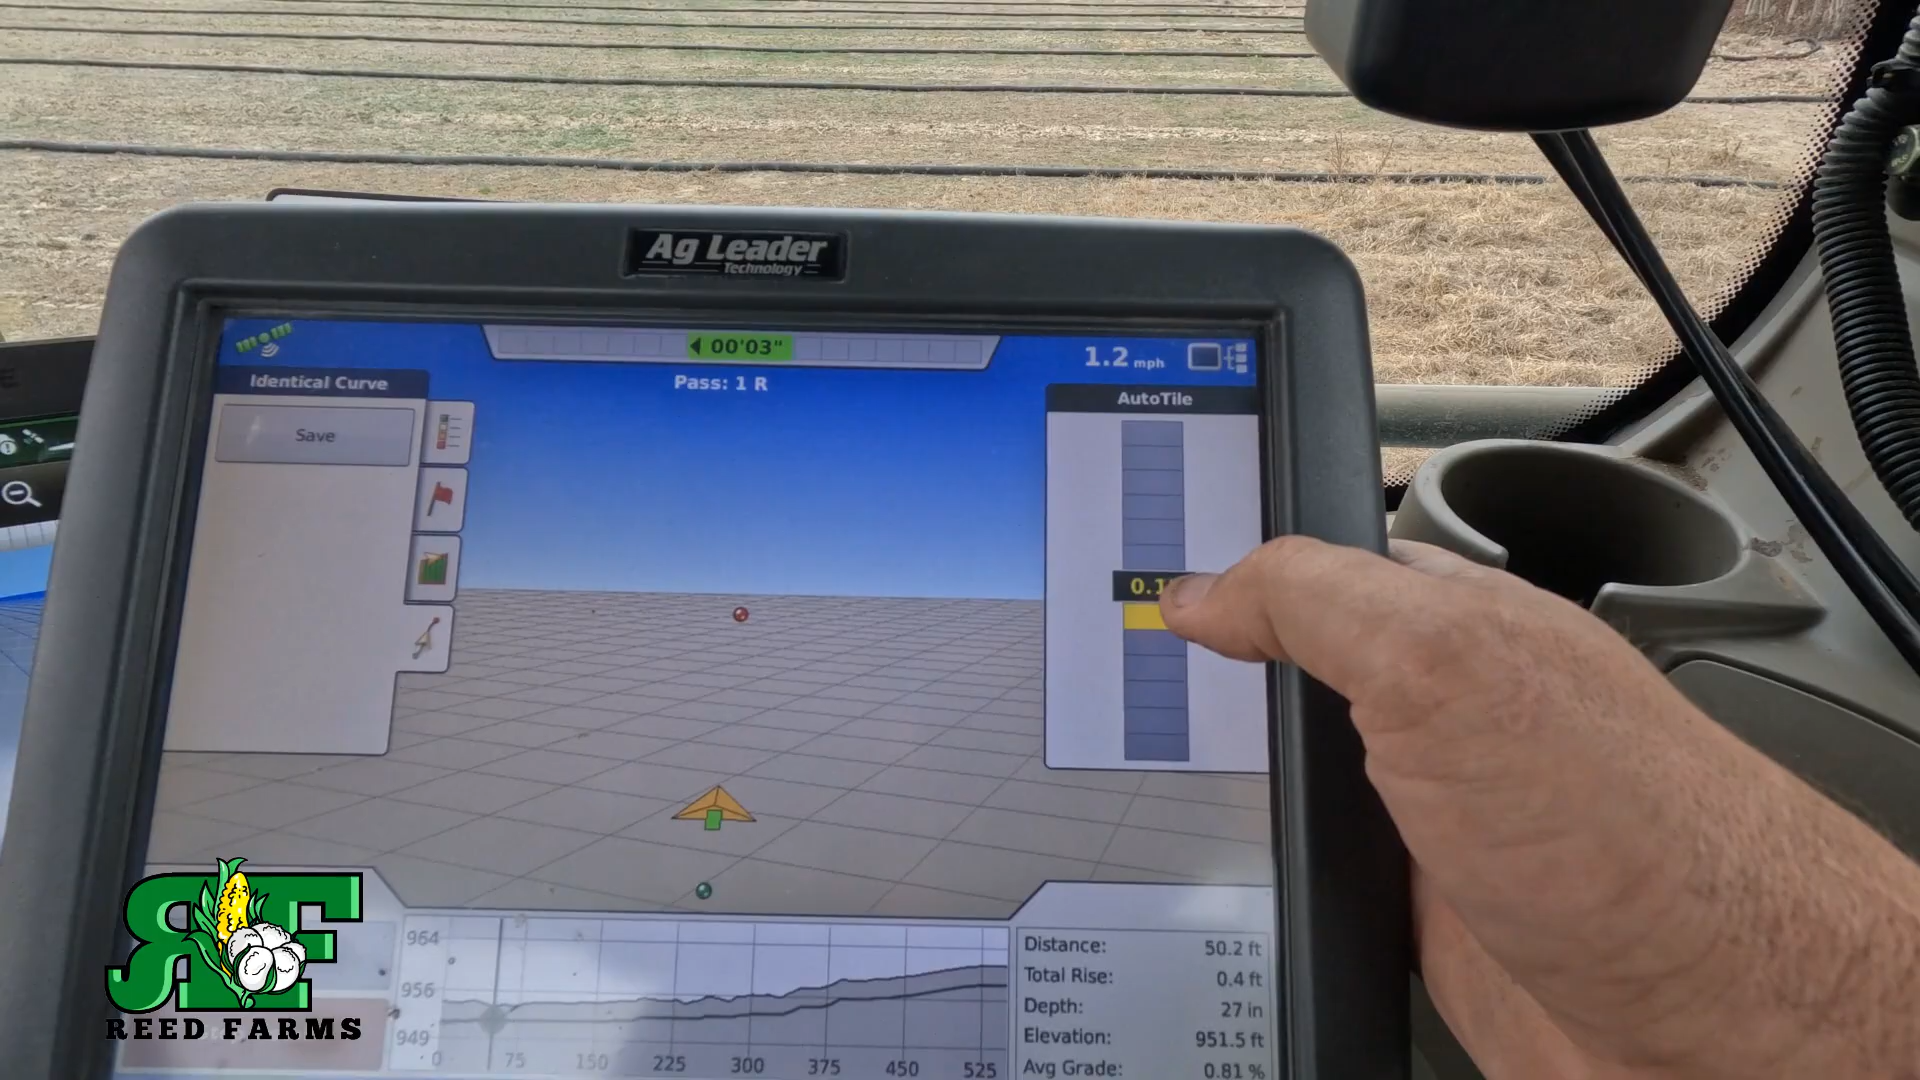 Ag Leader
Technology
00'03"
1.2 mph
Pass: 1 R
Identical Curve
Save
AutoTile
964
956
949
0
75
150
225
300
375
450
525
Distance: 50.2 ft
Total Rise: 0.4 ft
Depth: 27 in
Elevation: 951.5 ft
Avg Grade: 0.81 %
REED FARMS